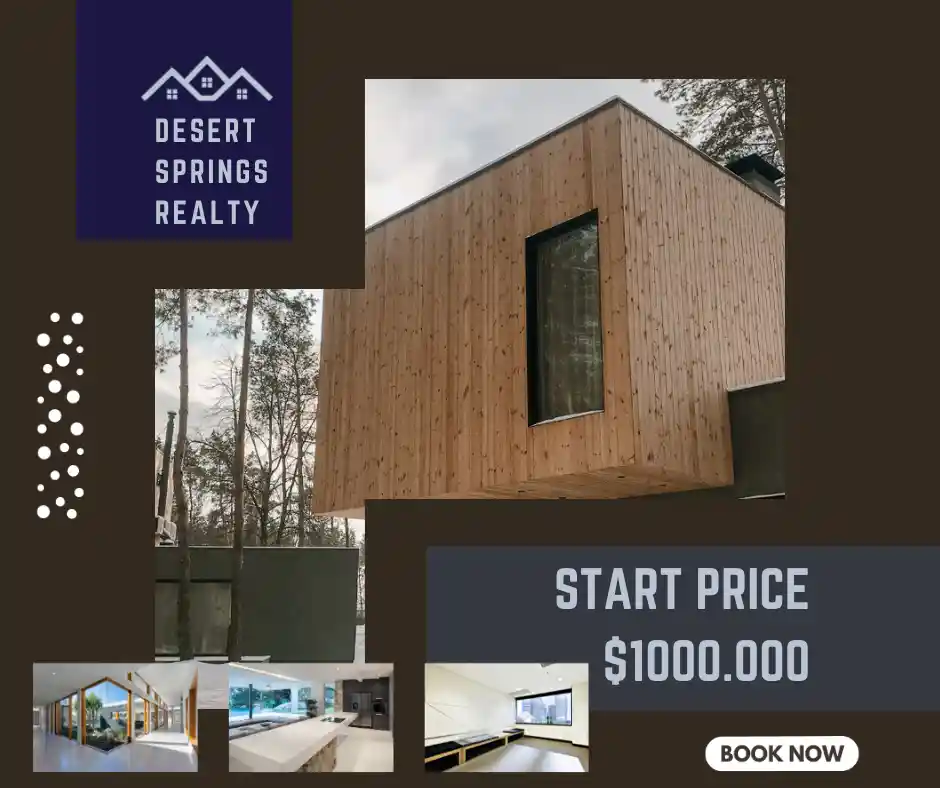 DESERT
SPRINGS
REALTY
START PRICE
$1000.000
BOOK NOW